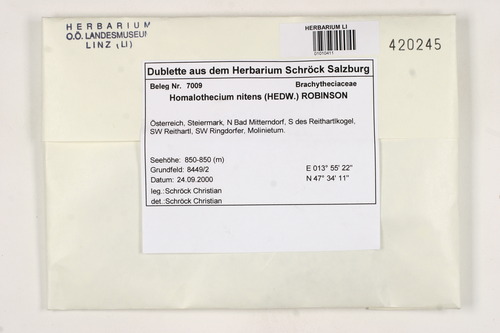 HERBARIUM
O.Ö. LANDESMUSEUM
LINZ (LI)
HERBARIUM LI
01010411
420245
Dublette aus dem Herbarium Schröck Salzburg
Beleg Nr. 7009 Brachytheciaceae
Homalothecium nitens (HEDW.) ROBINSON
Österreich, Steiermark, N Bad Mitterndorf, S des Reithartlkogel,
SW Reithartl, SW Ringdorfer, Molinietum.
Seehöhe: 850-850 (m) E 013° 55' 22"
Grundfeld: 8449/2 N 47° 34' 11"
Datum: 24.09.2000
leg.:Schröck Christian
det.:Schröck Christian